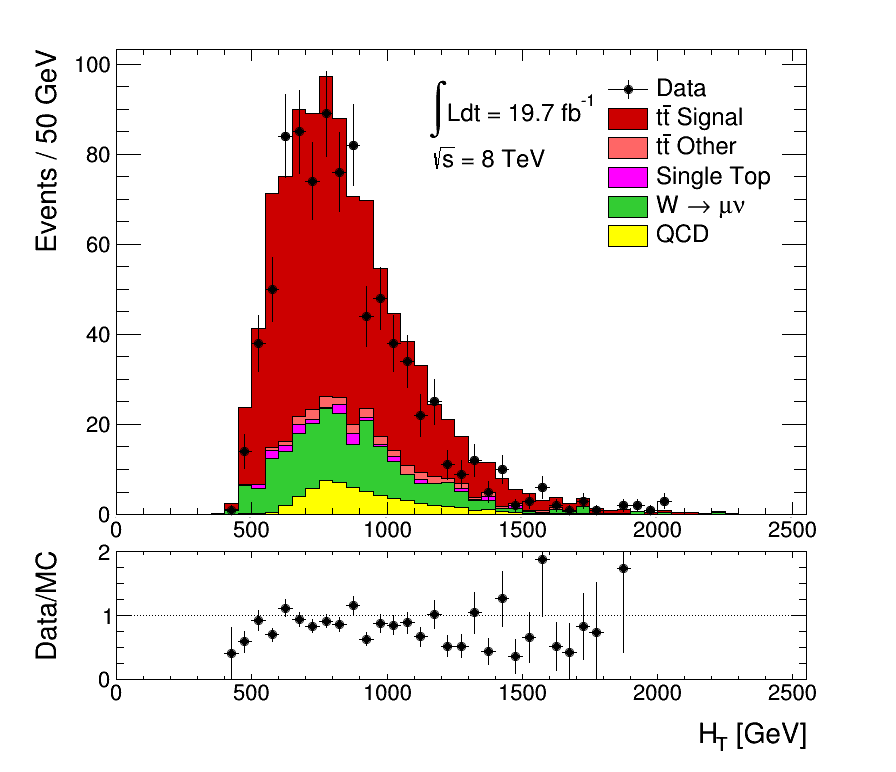 Events / 50 GeV
100
80
60
40
20
0
∫ Ldt = 19.7 fb⁻¹
√s = 8 TeV
Data
tt̄ Signal
tt̄ Other
Single Top
W → μν
QCD
0 500 1000 1500 2000 2500
Data/MC
2
1
0
0 500 1000 1500 2000 2500
H_T [GeV]